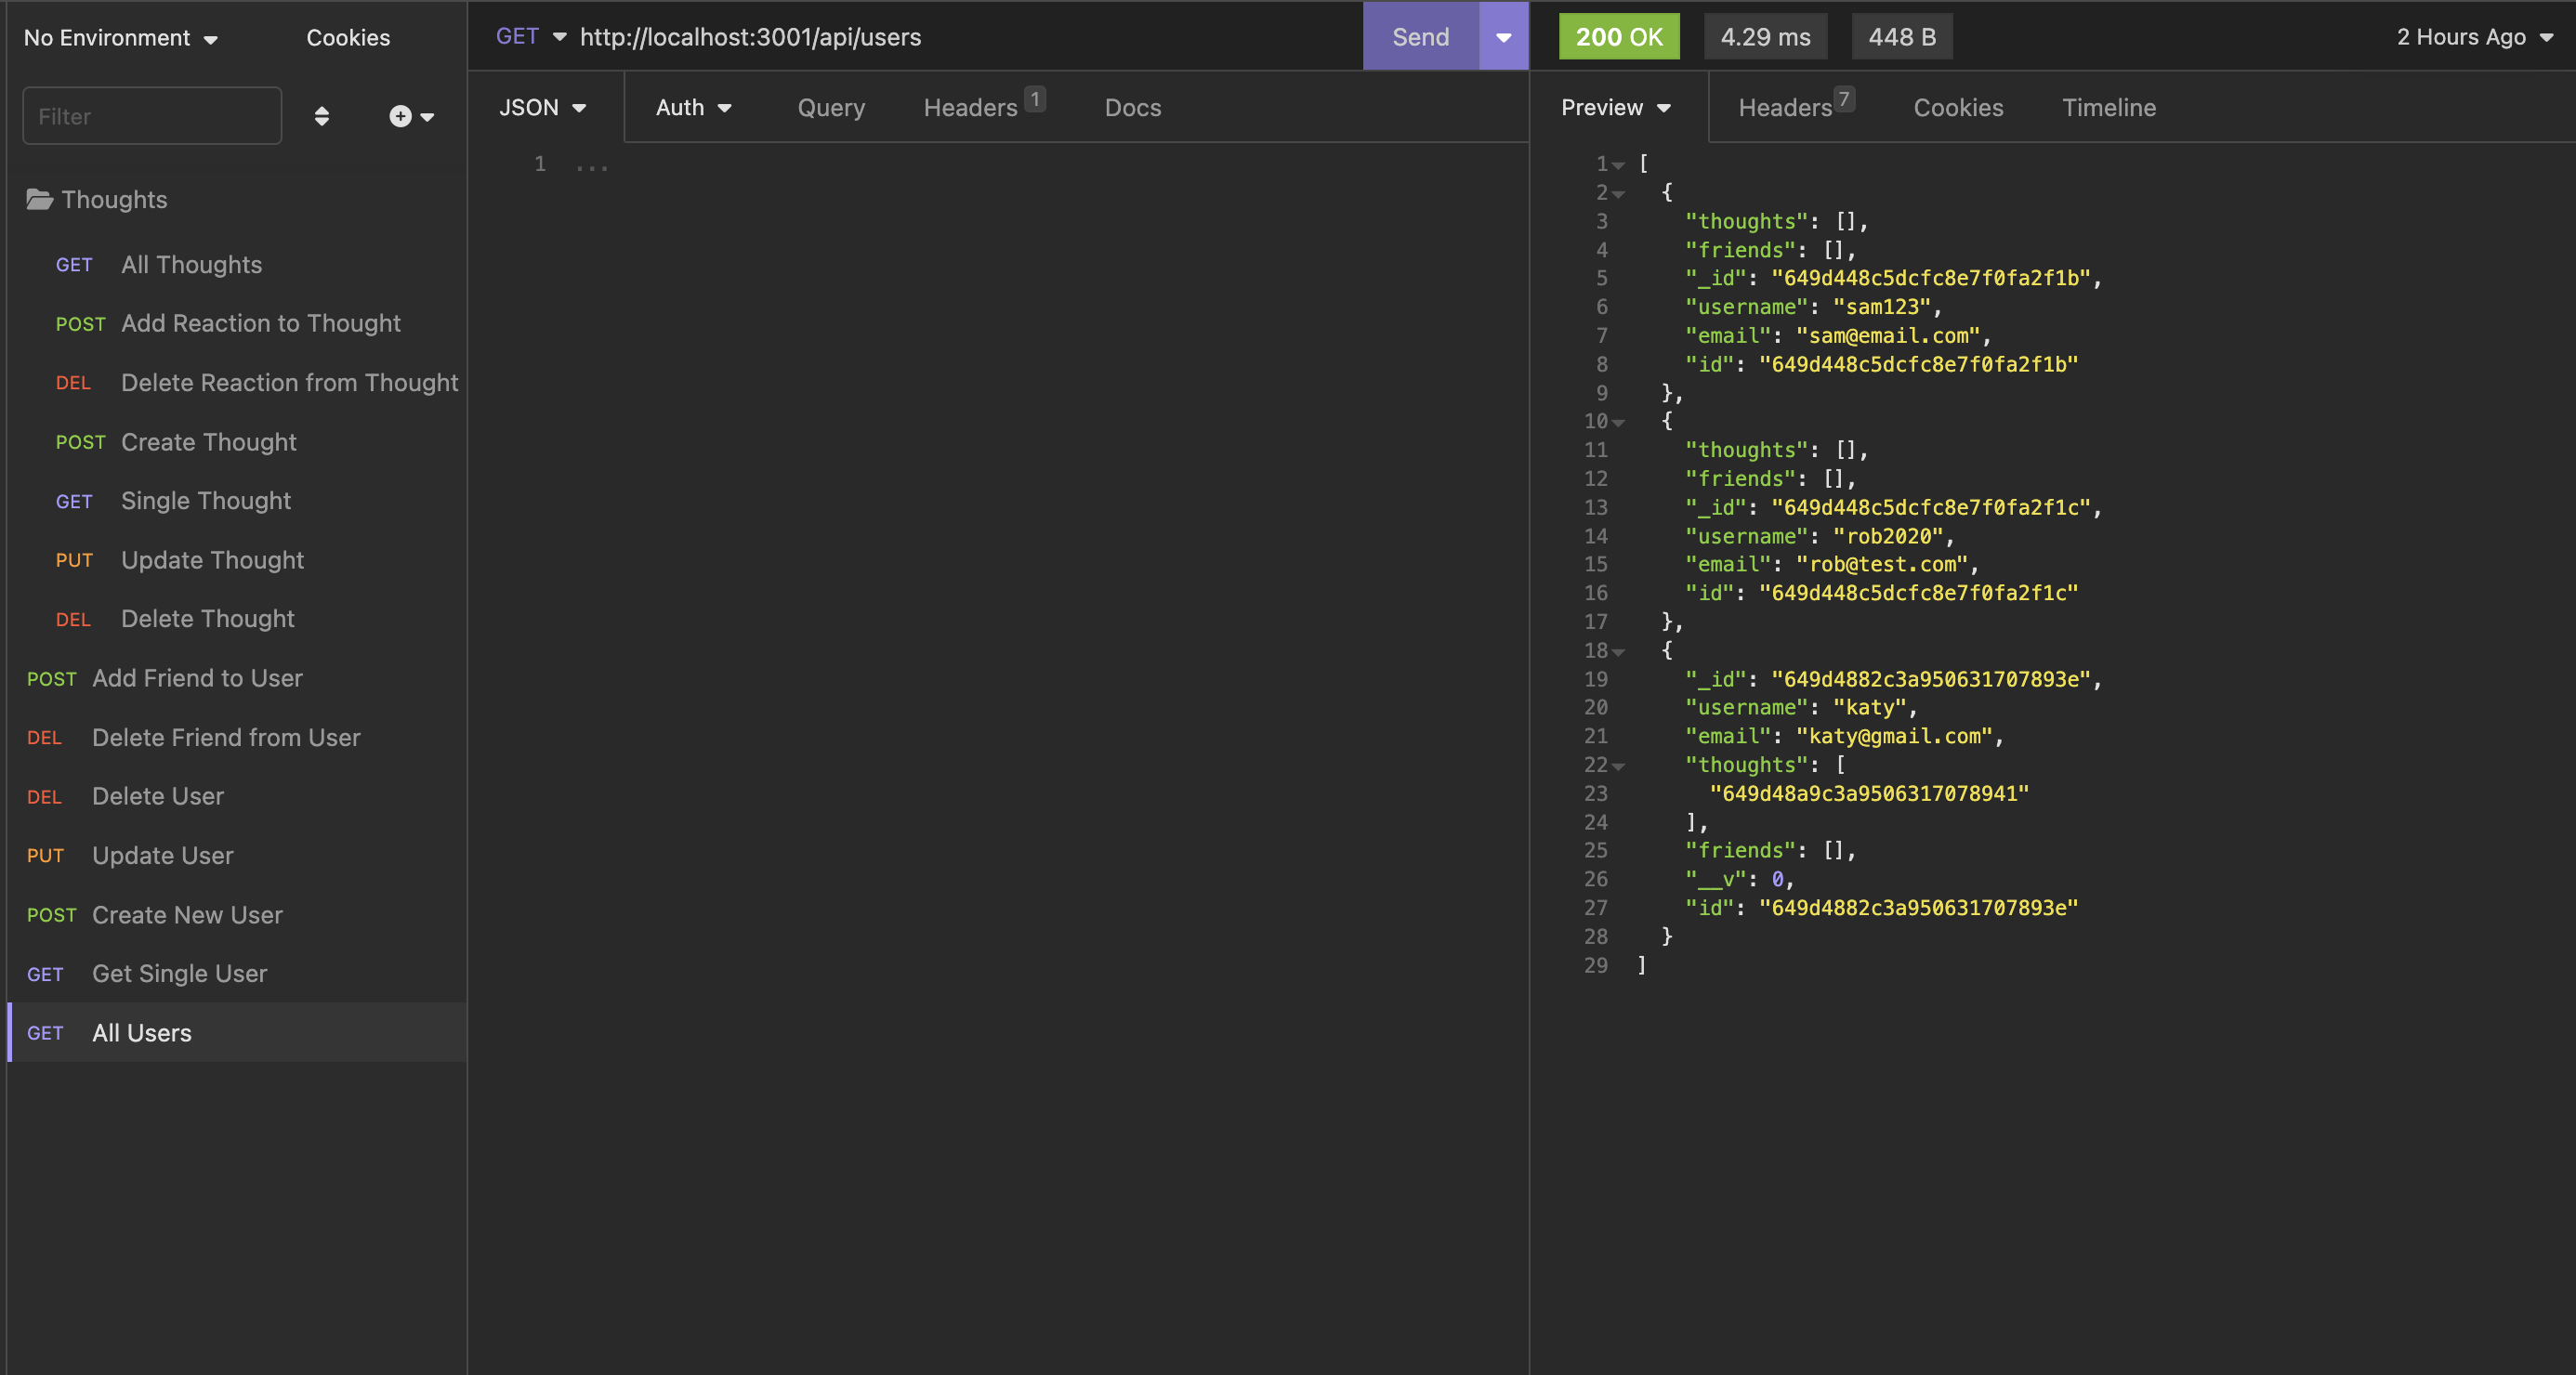 No Environment Cookies
Filter
Thoughts
GET All Thoughts
POST Add Reaction to Thought
DEL Delete Reaction from Thought
POST Create Thought
GET Single Thought
PUT Update Thought
DEL Delete Thought
POST Add Friend to User
DEL Delete Friend from User
DEL Delete User
PUT Update User
POST Create New User
GET Get Single User
GET All Users
GET http://localhost:3001/api/users Send
JSON Auth Query Headers 1 Docs
1 ...
200 OK 4.29 ms 448 B 2 Hours Ago
Preview Headers 7 Cookies Timeline
1 [
2 {
3 "thoughts": [],
4 "friends": [],
5 "_id": "649d448c5dcfc8e7f0fa2f1b",
6 "username": "sam123",
7 "email": "sam@email.com",
8 "id": "649d448c5dcfc8e7f0fa2f1b"
9 },
10 {
11 "thoughts": [],
12 "friends": [],
13 "_id": "649d448c5dcfc8e7f0fa2f1c",
14 "username": "rob2020",
15 "email": "rob@test.com",
16 "id": "649d448c5dcfc8e7f0fa2f1c"
17 },
18 {
19 "_id": "649d4882c3a950631707893e",
20 "username": "katy",
21 "email": "katy@gmail.com",
22 "thoughts": [
23 "649d48a9c3a9506317078941"
24 ],
25 "friends": [],
26 "__v": 0,
27 "id": "649d4882c3a950631707893e"
28 }
29 ]